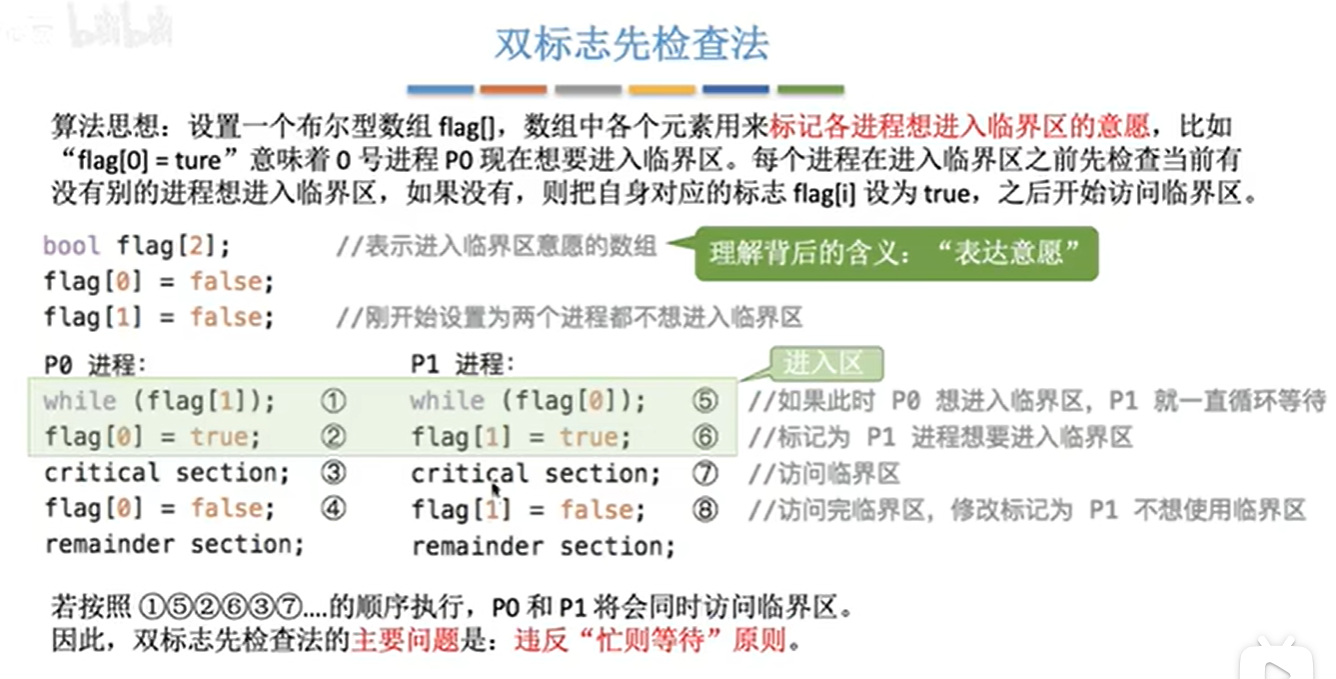 bilibili
双标志先检查法
算法思想：设置一个布尔型数组 flag[]，数组中各个元素用来标记各进程想进入临界区的意愿，比如
“flag[0] = ture”意味着 0 号进程 P0 现在想要进入临界区。每个进程在进入临界区之前先检查当前有
没有别的进程想进入临界区，如果没有，则把自身对应的标志 flag[i] 设为 true，之后开始访问临界区。
bool flag[2]; //表示进入临界区意愿的数组 理解背后的含义：“表达意愿”
flag[0] = false;
flag[1] = false; //刚开始设置为两个进程都不想进入临界区
P0 进程： P1 进程： 进入区
while (flag[1]); ① while (flag[0]); ⑤ //如果此时 P0 想进入临界区，P1 就一直循环等待
flag[0] = true; ② flag[1] = true; ⑥ //标记为 P1 进程想要进入临界区
critical section; ③ critical section; ⑦ //访问临界区
flag[0] = false; ④ flag[1] = false; ⑧ //访问完临界区，修改标记为 P1 不想使用临界区
remainder section; remainder section;
若按照 ①⑤②⑥③⑦....的顺序执行，P0 和 P1 将会同时访问临界区。
因此，双标志先检查法的主要问题是：违反“忙则等待”原则。